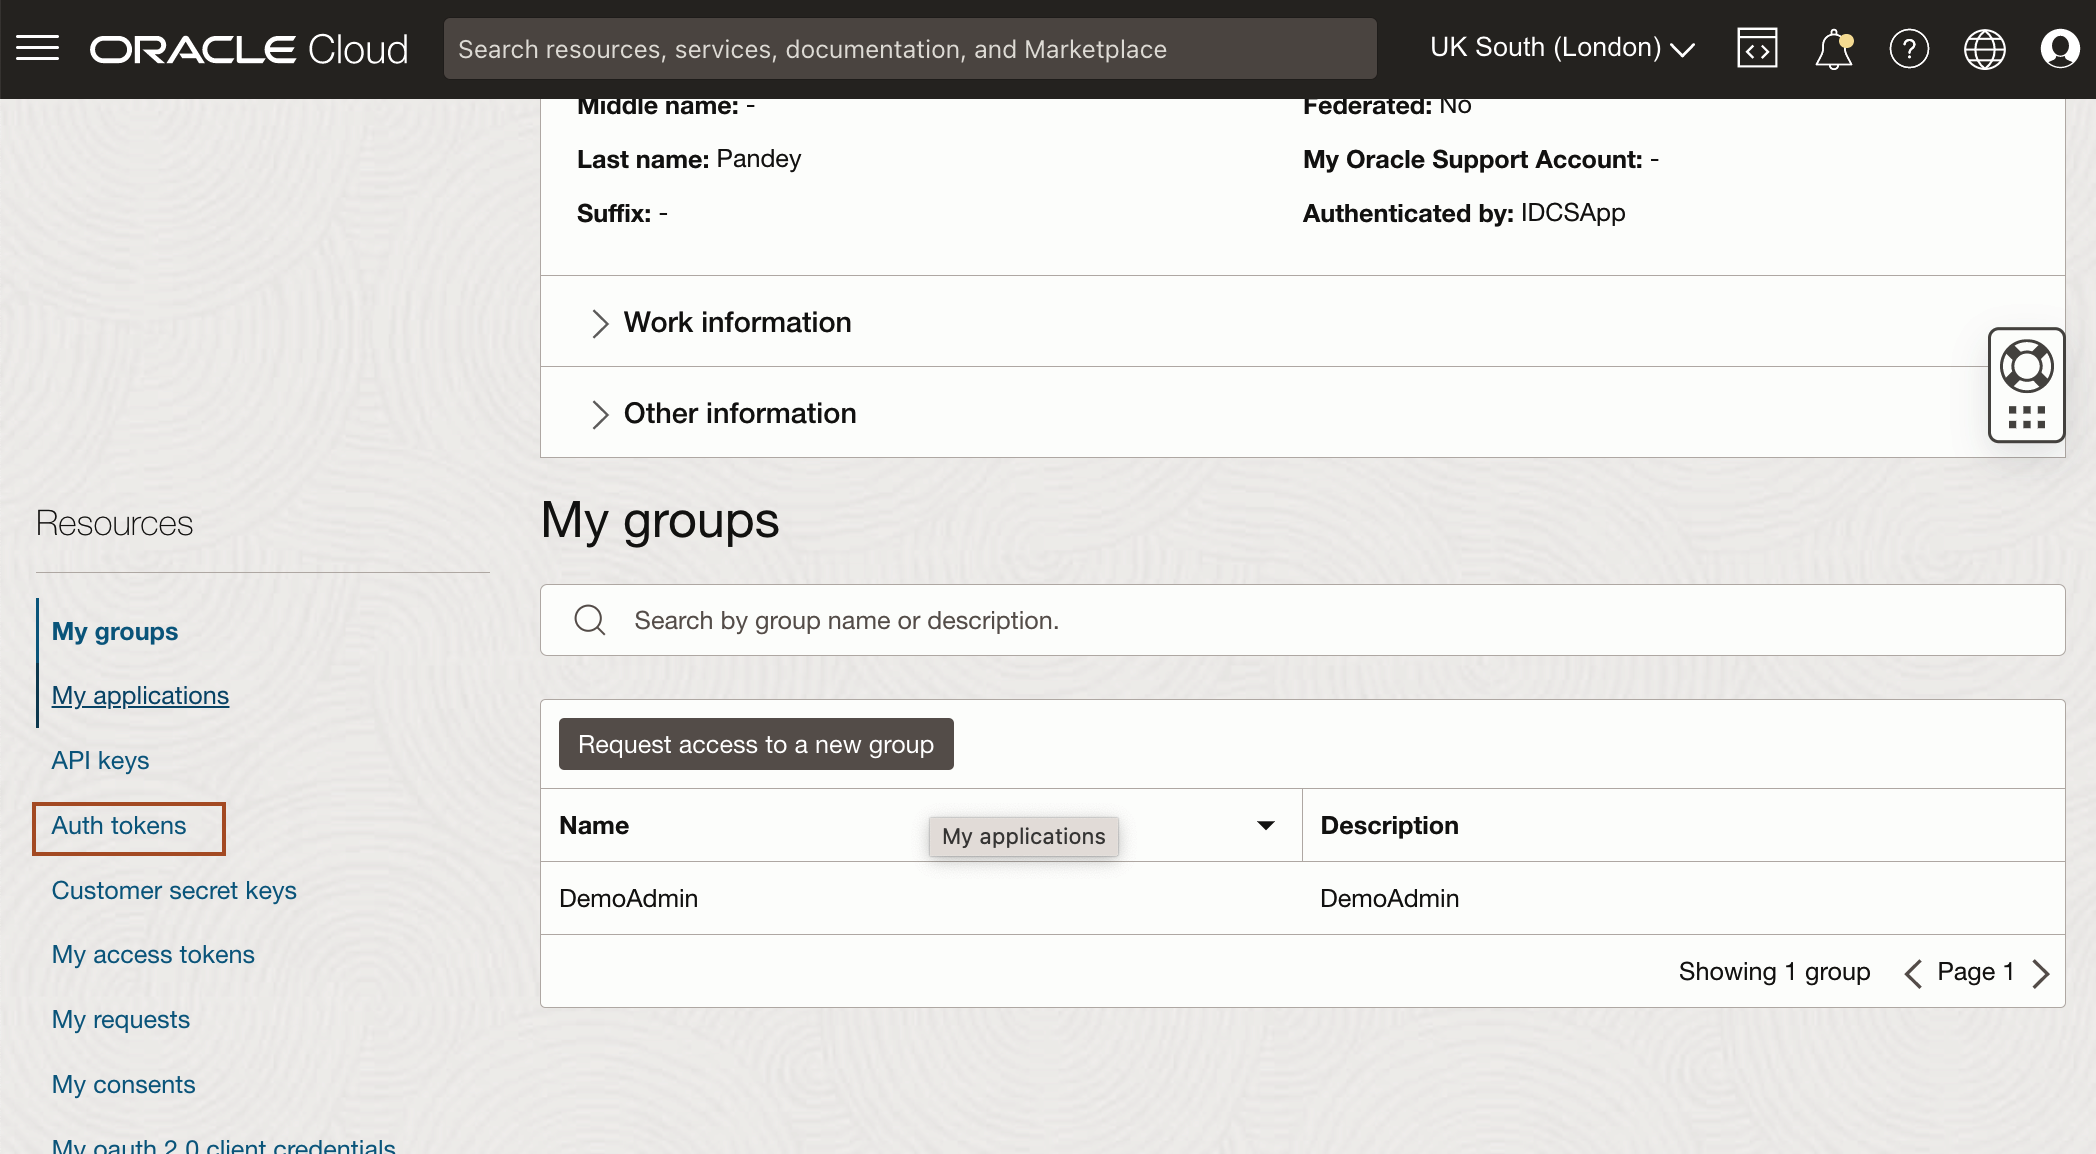 ORACLE Cloud
Search resources, services, documentation, and Marketplace
UK South (London)
Middle name: -
Federated: No
Last name: Pandey
My Oracle Support Account: -
Suffix: -
Authenticated by: IDCSApp
Work information
Other information
Resources
My groups
My applications
API keys
Auth tokens
Customer secret keys
My access tokens
My requests
My consents
My oauth 2.0 client credentials
My groups
Search by group name or description.
Request access to a new group
Name
My applications
Description
DemoAdmin
DemoAdmin
Showing 1 group
Page 1